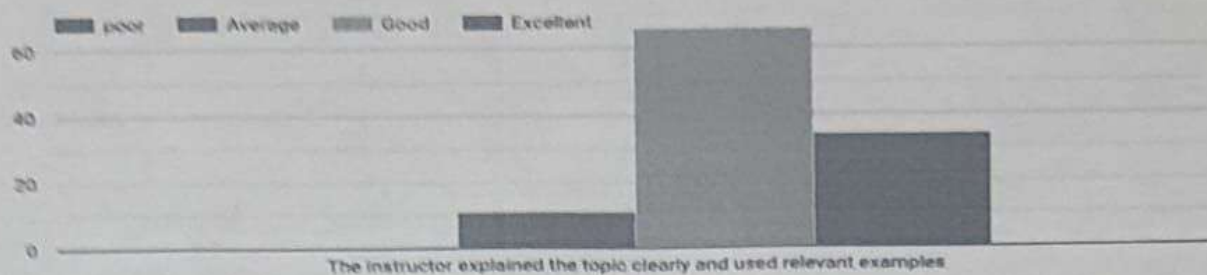 poor Average Good Excellent
60
40
20
0
The instructor explained the topic clearly and used relevant examples